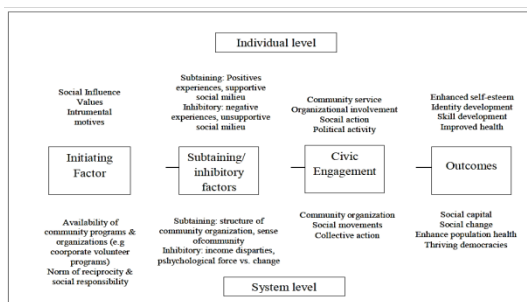 Individual level
Social Influence
Values
Intrumental
motives
Subtaining: Positives
experiences, supportive
social milieu
Inhibitory: negative
experiences, unsupportive
social milieu
Community service
Organizational involvement
Socail action
Political activity
Enhanced self-esteem
Identity development
Skill development
Improved health
Initiating
Factor
Subtaining/
inhibitory
factors
Civic
Engagement
Outcomes
Availability of
community programs &
organizations (e.g
coorporate volunteer
programs)
Norm of reciprocity &
social responsibility
Subtaining: structure of
community organization, sense
ofcommunity
Inhibitory: income disparties,
pshychological force vs. change
Community organization
Social movements
Collective action
Social capital
Social change
Enhance population health
Thriving democracies
System level